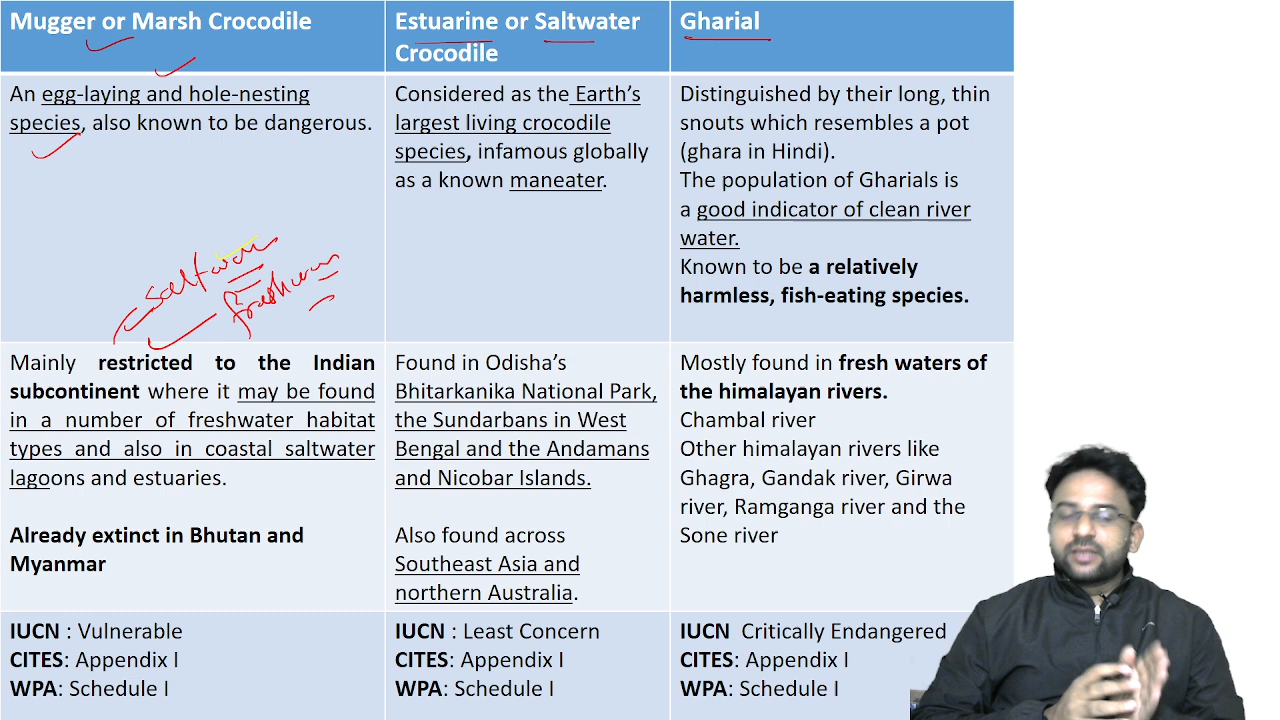 Mugger or Marsh Crocodile
Estuarine or Saltwater
Crocodile
Gharial
An egg-laying and hole-nesting
species, also known to be dangerous.
Considered as the Earth's
largest living crocodile
species, infamous globally
as a known maneater.
Distinguished by their long, thin
snouts which resembles a pot
(ghara in Hindi).
The population of Gharials is
a good indicator of clean river
water.
Known to be a relatively
harmless, fish-eating species.
Mainly restricted to the Indian
subcontinent where it may be found
in a number of freshwater habitat
types and also in coastal saltwater
lagoons and estuaries.
Already extinct in Bhutan and
Myanmar
Found in Odisha's
Bhitarkanika National Park,
the Sundarbans in West
Bengal and the Andamans
and Nicobar Islands.
Also found across
Southeast Asia and
northern Australia.
Mostly found in fresh waters of
the himalayan rivers.
Chambal river
Other himalayan rivers like
Ghagra, Gandak river, Girwa
river, Ramganga river and the
Sone river
IUCN : Vulnerable
CITES: Appendix I
WPA: Schedule I
IUCN : Least Concern
CITES: Appendix I
WPA: Schedule I
IUCN Critically Endangered
CITES: Appendix I
WPA: Schedule I